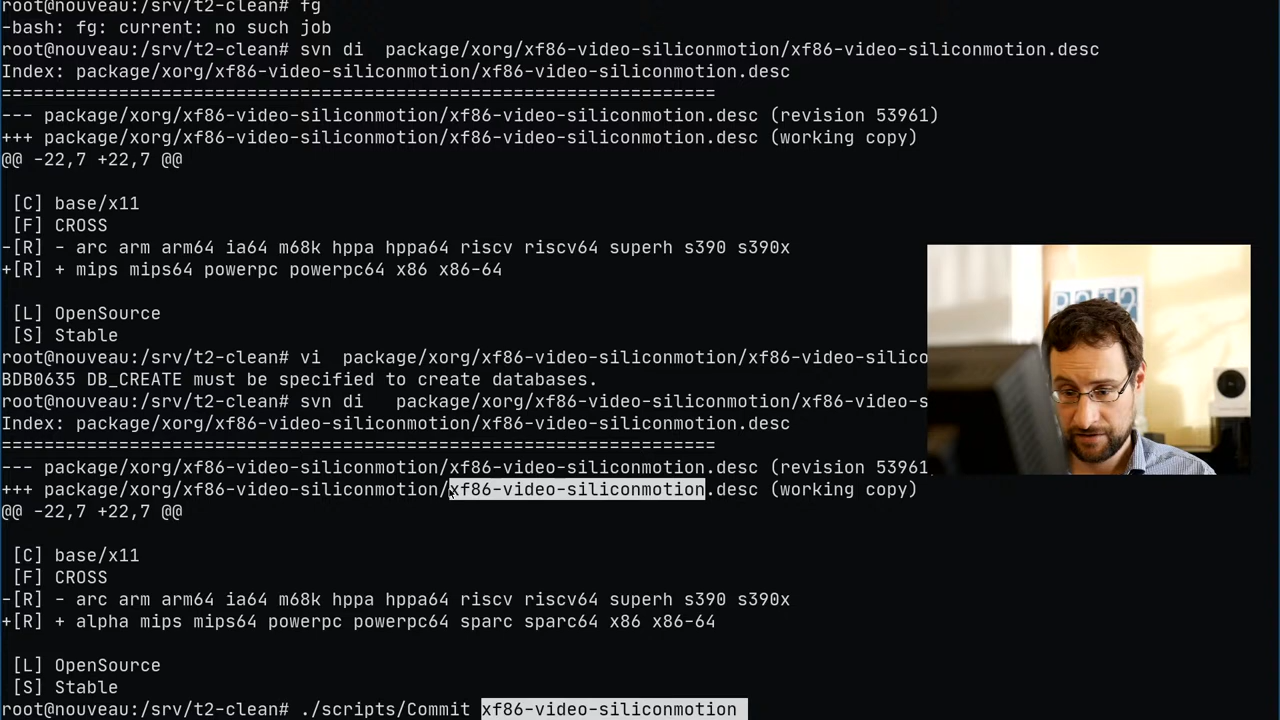 root@nouveau:/srv/t2-clean# fg
-bash: fg: current: no such job
root@nouveau:/srv/t2-clean# svn di  package/xorg/xf86-video-siliconmotion/xf86-video-siliconmotion.desc
Index: package/xorg/xf86-video-siliconmotion/xf86-video-siliconmotion.desc
===================================================================
--- package/xorg/xf86-video-siliconmotion/xf86-video-siliconmotion.desc (revision 53961)
+++ package/xorg/xf86-video-siliconmotion/xf86-video-siliconmotion.desc (working copy)
@@ -22,7 +22,7 @@
 [C] base/x11
 [F] CROSS
-[R] - arc arm arm64 ia64 m68k hppa hppa64 riscv riscv64 superh s390 s390x
+[R] + mips mips64 powerpc powerpc64 x86 x86-64
 [L] OpenSource
 [S] Stable
root@nouveau:/srv/t2-clean# vi  package/xorg/xf86-video-siliconmotion/xf86-video-silico
BDB0635 DB_CREATE must be specified to create databases.
root@nouveau:/srv/t2-clean# svn di   package/xorg/xf86-video-siliconmotion/xf86-video-s
Index: package/xorg/xf86-video-siliconmotion/xf86-video-siliconmotion.desc
===================================================================
--- package/xorg/xf86-video-siliconmotion/xf86-video-siliconmotion.desc (revision 53961
+++ package/xorg/xf86-video-siliconmotion/xf86-video-siliconmotion.desc (working copy)
@@ -22,7 +22,7 @@
 [C] base/x11
 [F] CROSS
-[R] - arc arm arm64 ia64 m68k hppa hppa64 riscv riscv64 superh s390 s390x
+[R] + alpha mips mips64 powerpc powerpc64 sparc sparc64 x86 x86-64
 [L] OpenSource
 [S] Stable
root@nouveau:/srv/t2-clean# ./scripts/Commit xf86-video-siliconmotion